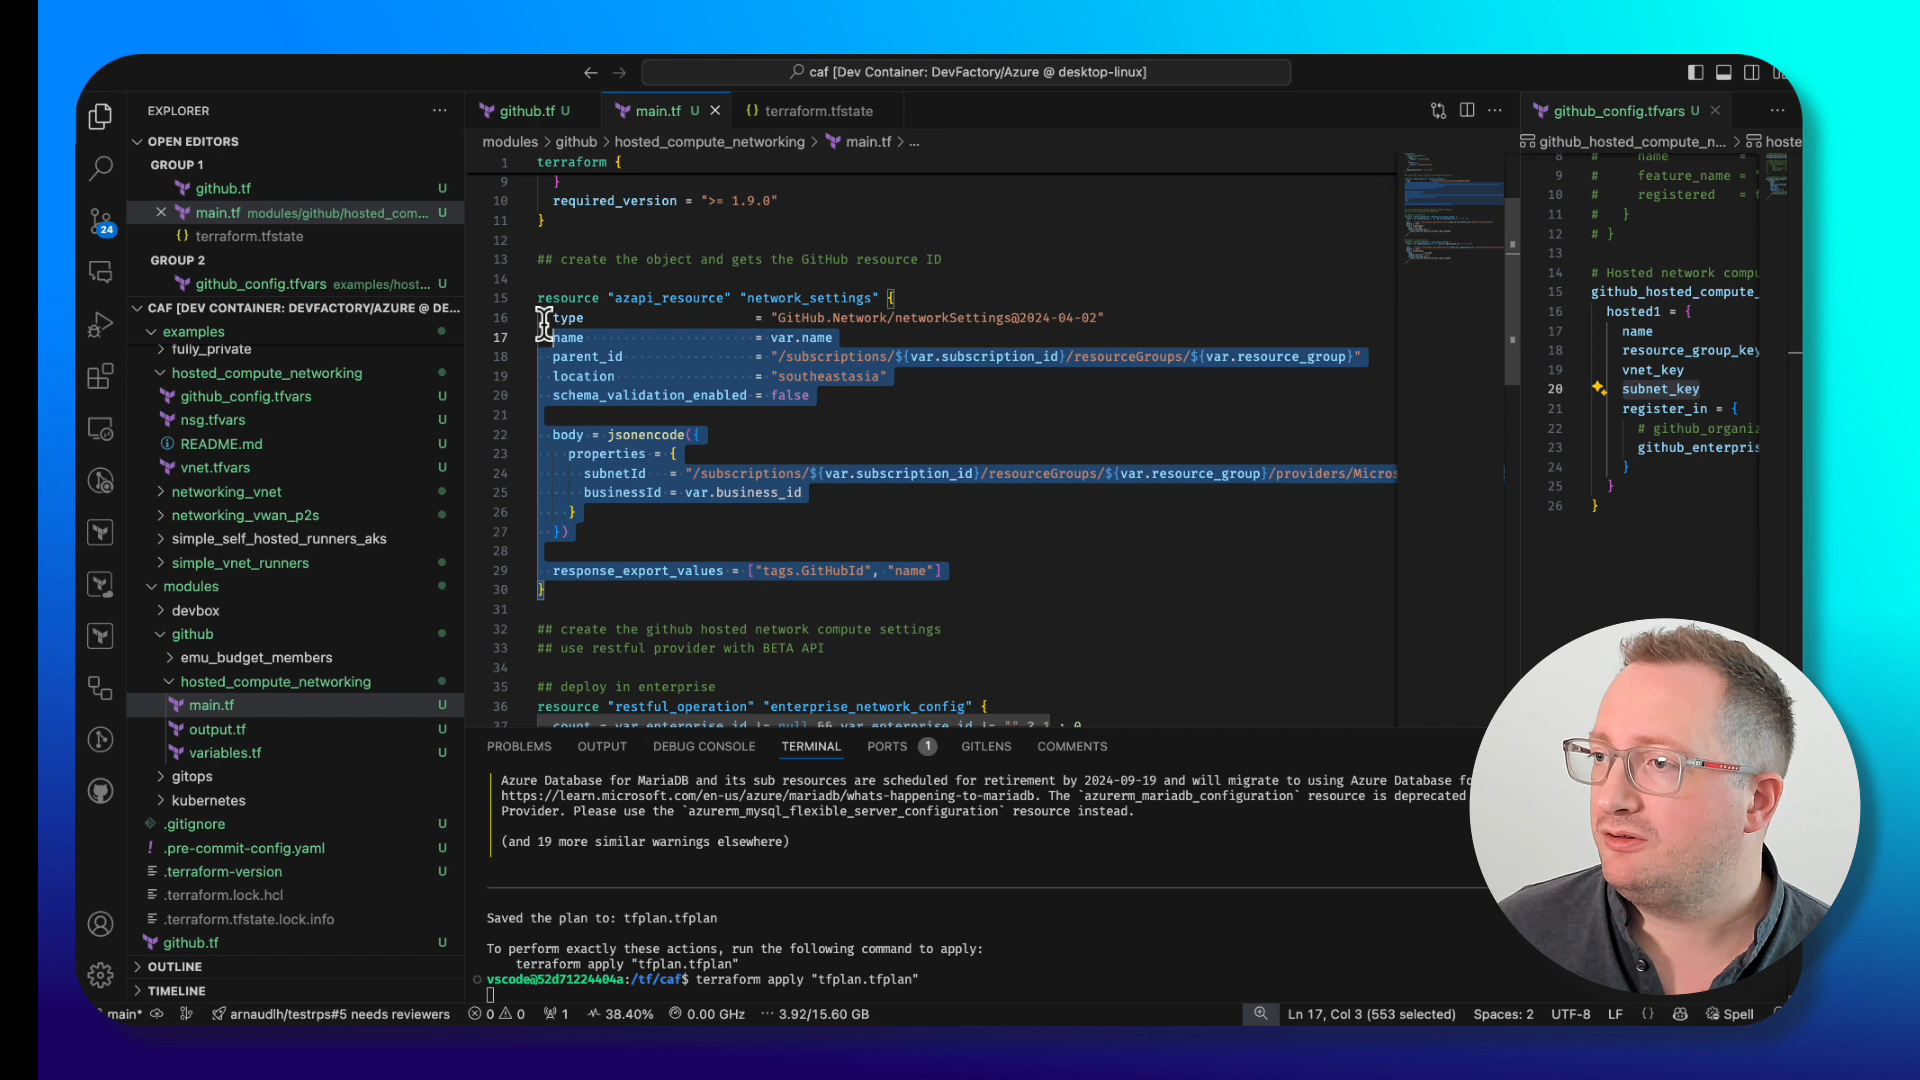 caf [Dev Container: DevFactory/Azure @ desktop-linux]
EXPLORER
OPEN EDITORS
GROUP 1
github.tf U
main.tf modules/github/hosted_com... U
terraform.tfstate
GROUP 2
github_config.tfvars examples/host... U
CAF [DEV CONTAINER: DEVFACTORY/AZURE @ DE...
examples
fully_private
hosted_compute_networking
github_config.tfvars U
nsg.tfvars U
README.md U
vnet.tfvars U
networking_vnet
networking_vwan_p2s
simple_self_hosted_runners_aks
simple_vnet_runners
modules
devbox
github
emu_budget_members
hosted_compute_networking
main.tf U
output.tf U
variables.tf U
gitops
kubernetes
.gitignore U
.pre-commit-config.yaml U
.terraform-version U
.terraform.lock.hcl
.terraform.tfstate.lock.info
github.tf U
OUTLINE
TIMELINE
24
github.tf U
main.tf U
terraform.tfstate
modules > github > hosted_compute_networking > main.tf > ...
1 terraform {
9 }
10 required_version = ">= 1.9.0"
11 }
12
13 ## create the object and gets the GitHub resource ID
14
15 resource "azapi_resource" "network_settings" {
16 type = "GitHub.Network/networkSettings@2024-04-02"
17 name = var.name
18 parent_id = "/subscriptions/${var.subscription_id}/resourceGroups/${var.resource_group}"
19 location = "southeastasia"
20 schema_validation_enabled = false
21
22 body = jsonencode({
23 properties = {
24 subnetId = "/subscriptions/${var.subscription_id}/resourceGroups/${var.resource_group}/providers/Micros
25 businessId = var.business_id
26 }
27 })
28
29 response_export_values = ["tags.GitHubId", "name"]
30 }
31
32 ## create the github hosted network compute settings
33 ## use restful provider with BETA API
34
35 ## deploy in enterprise
36 resource "restful_operation" "enterprise_network_config" {
37 count = var.enterprise_id != null && var.enterprise_id != "" ? 1 : 0
github_config.tfvars U
github_hosted_compute_n... > hoste
8 # name =
9 # feature_name = "
10 # registered = f
11 # }
12 # }
13
14 # Hosted network compu
15 github_hosted_compute_
16 hosted1 = {
17 name
18 resource_group_key
19 vnet_key
20 subnet_key
21 register_in = {
22 # github_organiz
23 github_enterpris
24 }
25 }
26 }
PROBLEMS OUTPUT DEBUG CONSOLE TERMINAL PORTS 1 GITLENS COMMENTS
Azure Database for MariaDB and its sub resources are scheduled for retirement by 2024-09-19 and will migrate to using Azure Database fo
https://learn.microsoft.com/en-us/azure/mariadb/whats-happening-to-mariadb. The `azurerm_mariadb_configuration` resource is deprecated
Provider. Please use the `azurerm_mysql_flexible_server_configuration` resource instead.
(and 19 more similar warnings elsewhere)
Saved the plan to: tfplan.tfplan
To perform exactly these actions, run the following command to apply:
terraform apply "tfplan.tfplan"
vscode@52d71224404a:/tf/caf$ terraform apply "tfplan.tfplan"
main* arnaudlh/testrps#5 needs reviewers 0 0 1 38.40% 0.00 GHz 3.92/15.60 GB Ln 17, Col 3 (553 selected) Spaces: 2 UTF-8 LF {} Spell